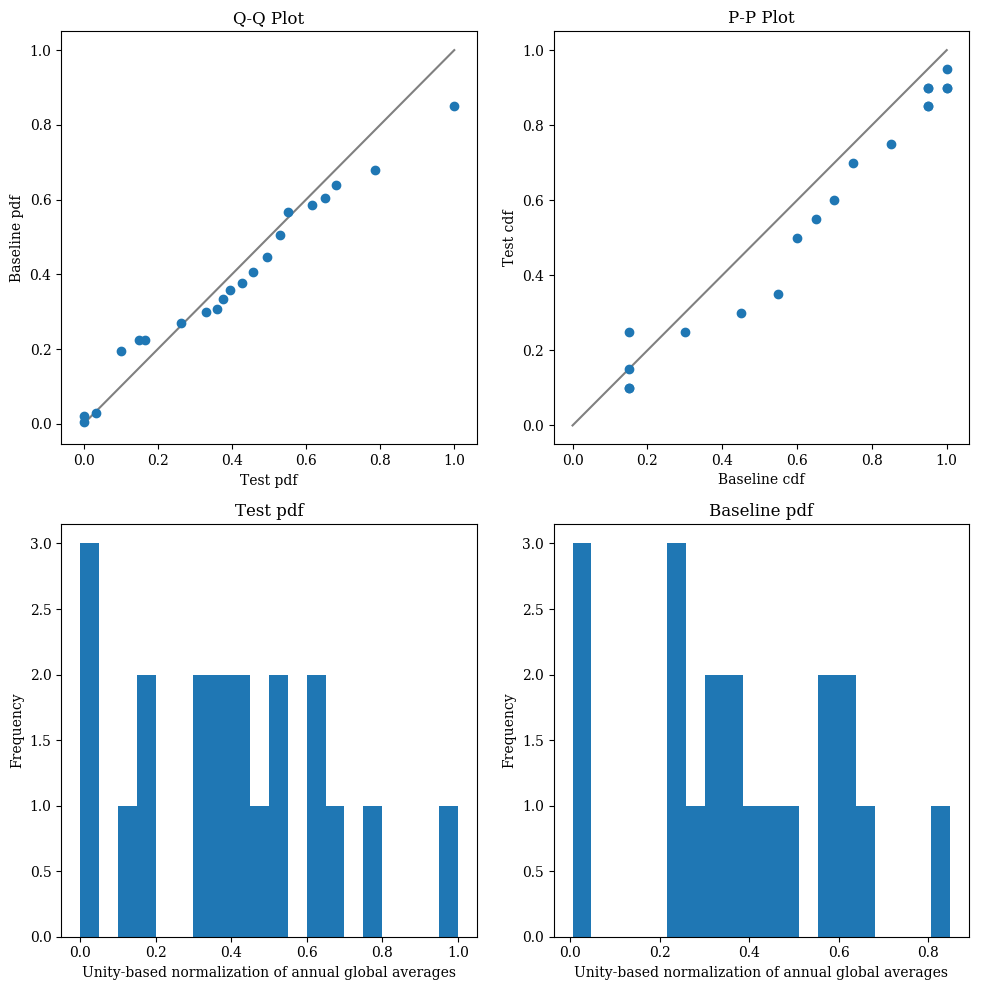 Q-Q Plot
1.0
0.8
0.6
0.4
0.2
0.0
Baseline pdf
0.0 0.2 0.4 0.6 0.8 1.0
Test pdf
P-P Plot
1.0
0.8
0.6
0.4
0.2
0.0
Test cdf
0.0 0.2 0.4 0.6 0.8 1.0
Baseline cdf
Test pdf
3.0
2.5
2.0
1.5
1.0
0.5
0.0
Frequency
0.0 0.2 0.4 0.6 0.8 1.0
Unity-based normalization of annual global averages
Baseline pdf
3.0
2.5
2.0
1.5
1.0
0.5
0.0
Frequency
0.0 0.2 0.4 0.6 0.8
Unity-based normalization of annual global averages